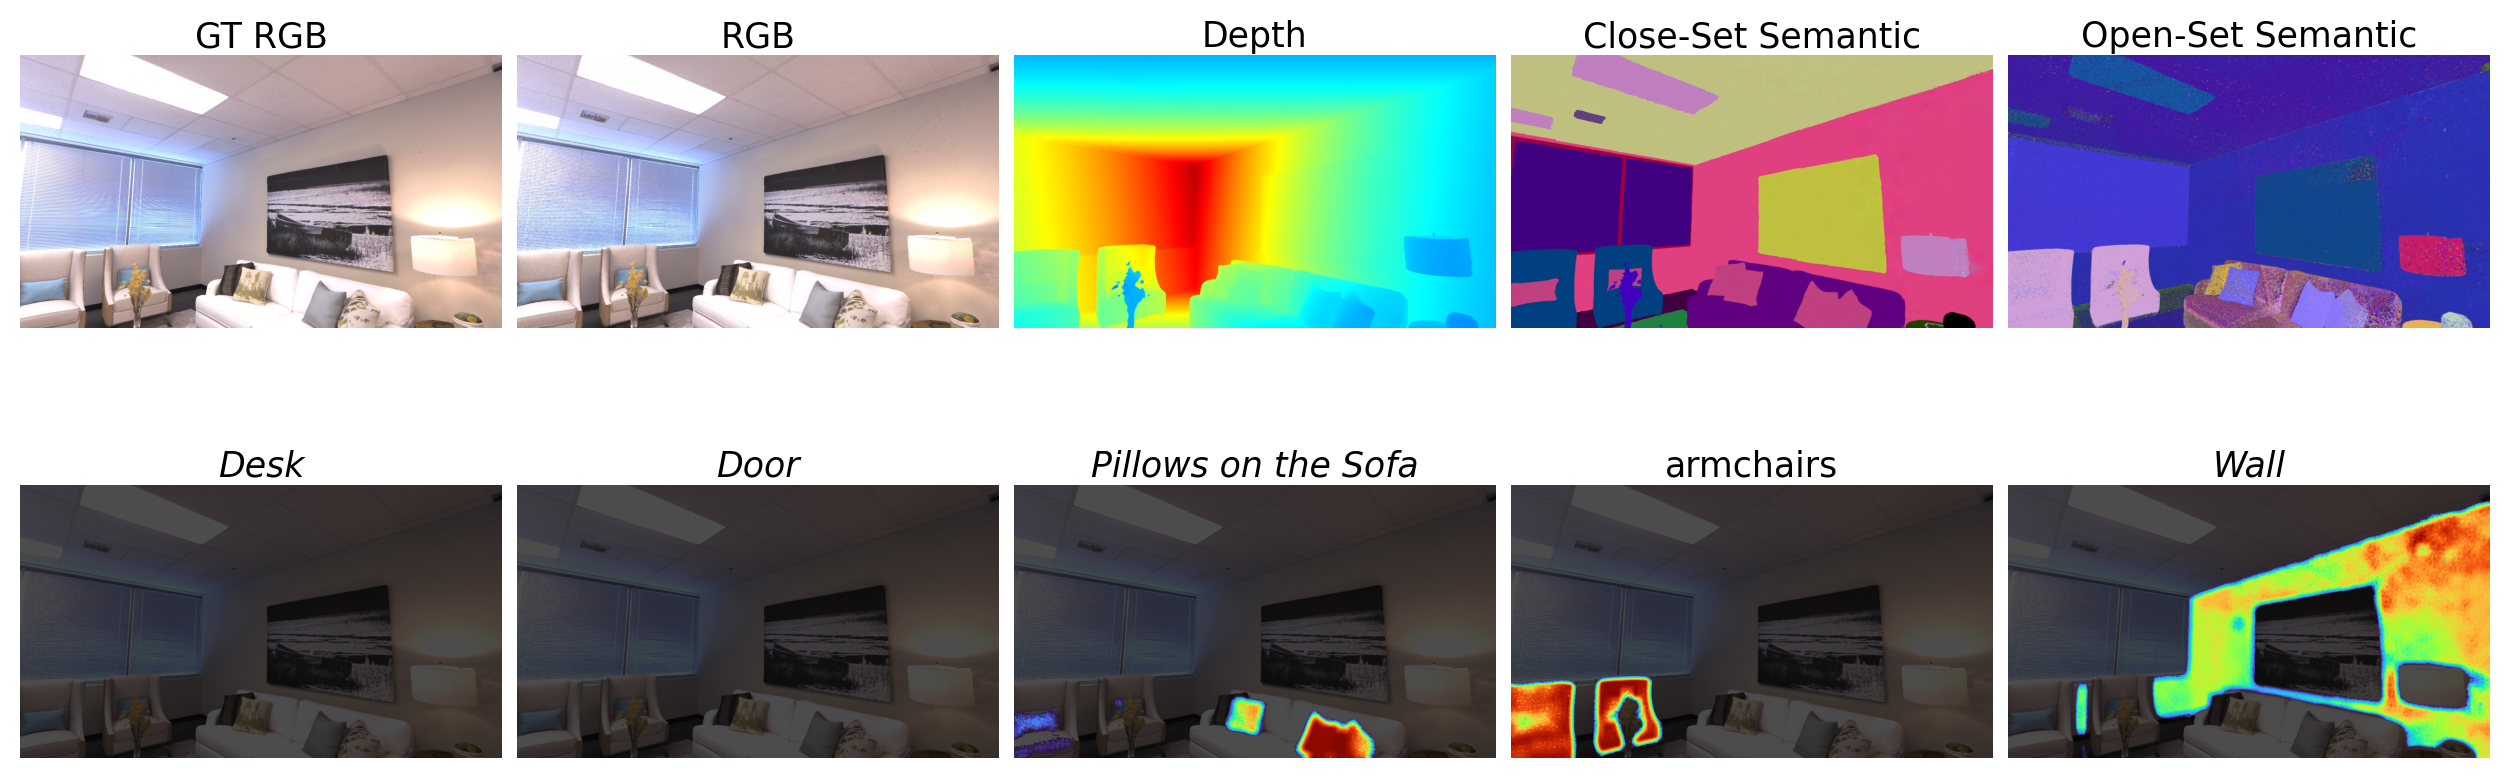 GT RGB
RGB
Depth
Close-Set Semantic
Open-Set Semantic
Desk
Door
Pillows on the Sofa
armchairs
Wall